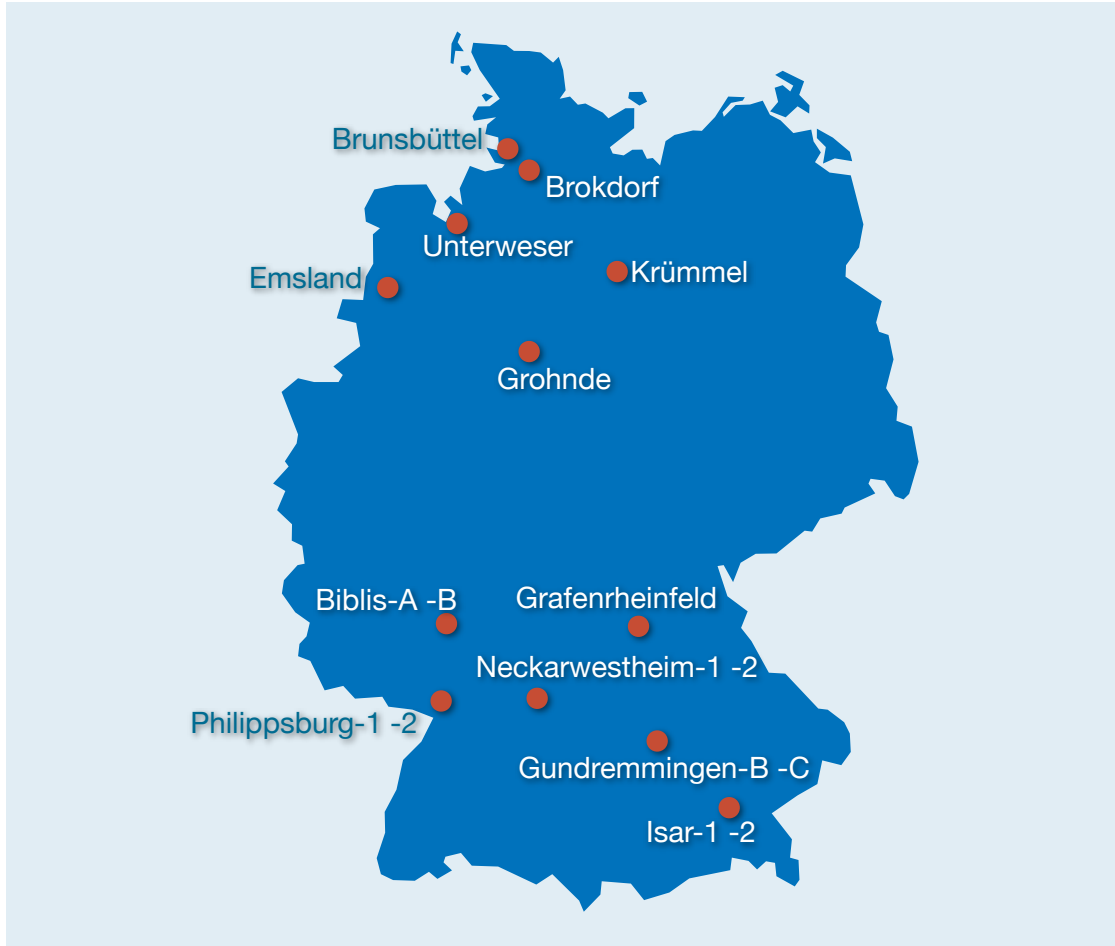 Brunsbüttel
Brokdorf
Unterweser
Emsland
Krümmel
Grohnde
Biblis-A -B
Grafenrheinfeld
Neckarwestheim-1 -2
Philippsburg-1 -2
Gundremmingen-B -C
Isar-1 -2